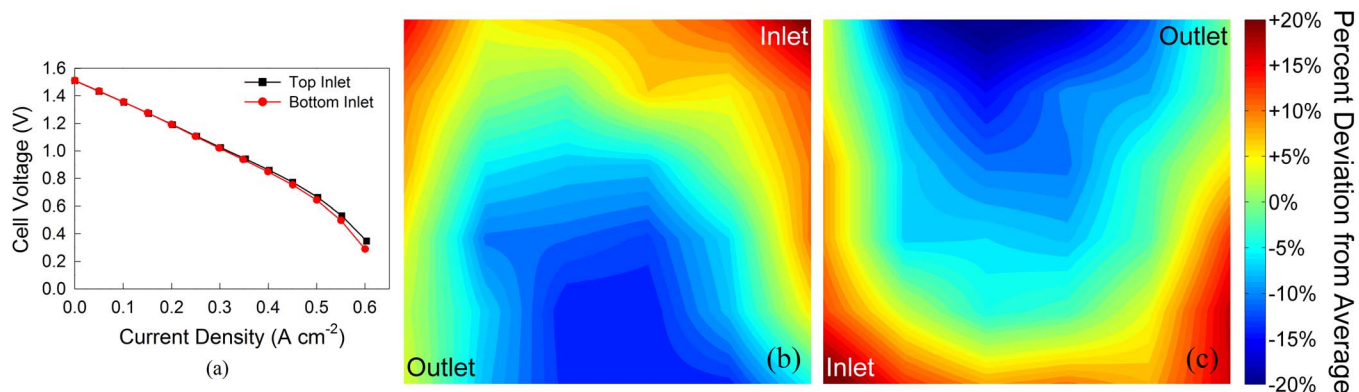 1.6
1.4
1.2
1.0
0.8
0.6
0.4
0.2
0.0
Cell Voltage (V)
Top Inlet
Bottom Inlet
0.0 0.1 0.2 0.3 0.4 0.5 0.6
Current Density (A cm⁻²)
(a)
Inlet
Outlet
(b)
Outlet
Inlet
(c)
+20%
+15%
+10%
+5%
0%
-5%
-10%
-15%
-20%
Percent Deviation from Average